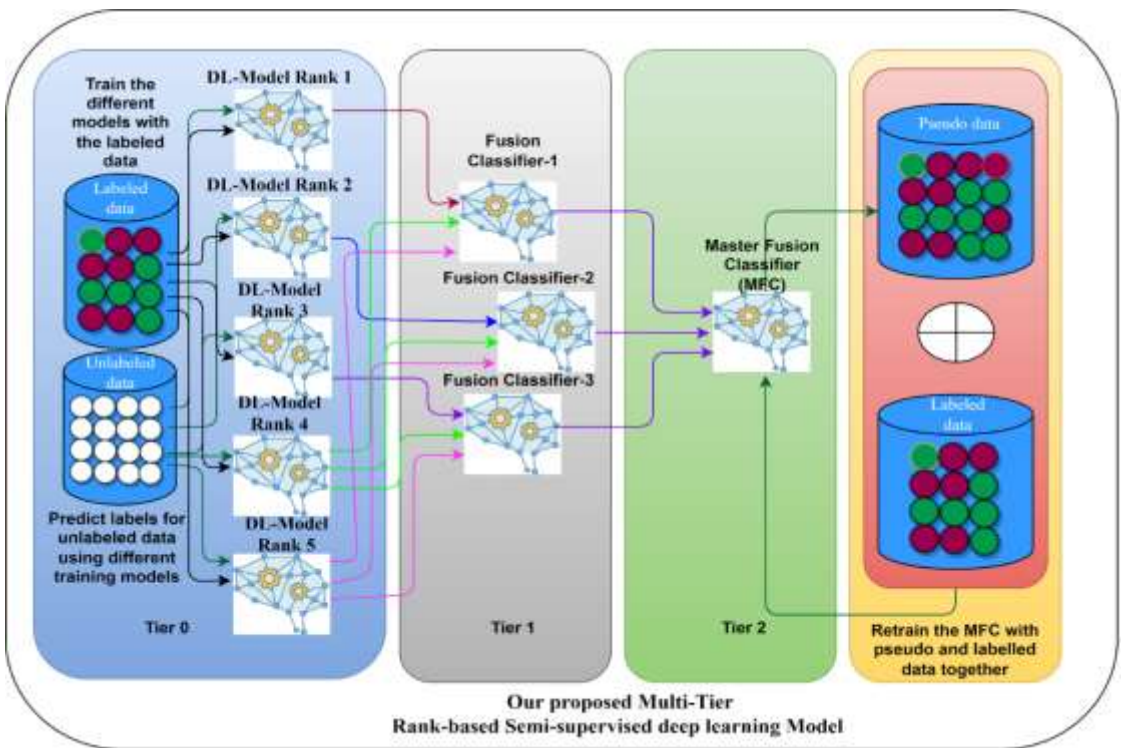 Train the
different
models with
the labeled
data
Labeled
data
Unlabeled
data
Predict labels for
unlabeled data
using different
training models
DL-Model Rank 1
DL-Model Rank 2
DL-Model
Rank 3
DL-Model
Rank 4
DL-Model
Rank 5
Tier 0
Fusion
Classifier-1
Fusion Classifier-2
Fusion Classifier-3
Tier 1
Master Fusion
Classifier
(MFC)
Tier 2
Pseudo data
Labeled
data
Retrain the MFC with
pseudo and labelled
data together
Our proposed Multi-Tier
Rank-based Semi-supervised deep learning Model